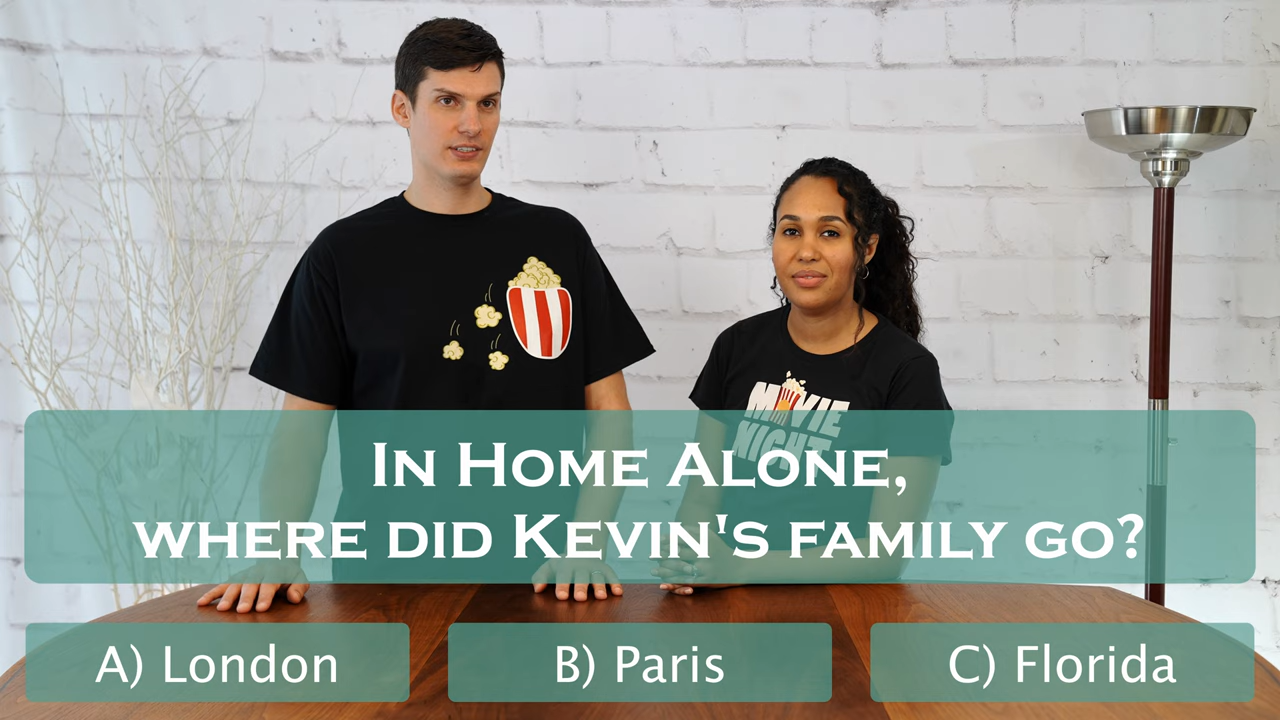 MOVIE
NIGHT
In Home Alone,
where did Kevin's family go?
A) London
B) Paris
C) Florida